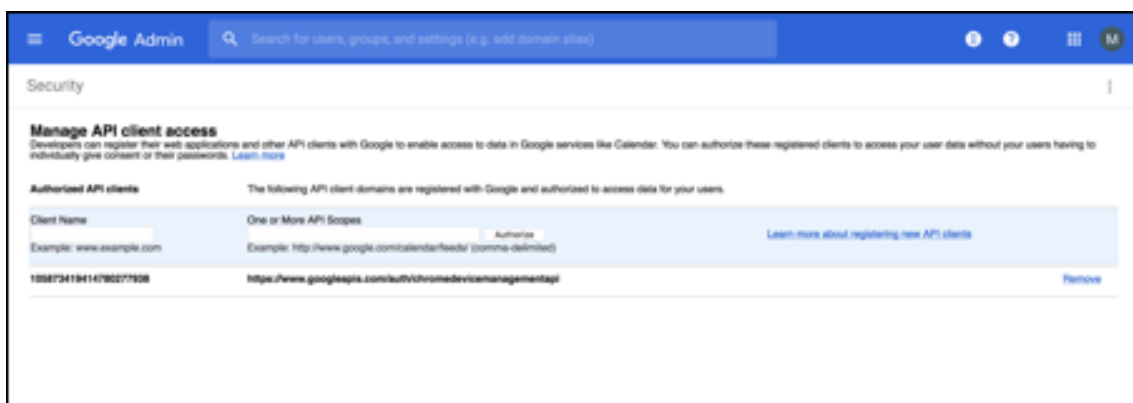 Google Admin
Search for users, groups, and settings (e.g. add domain alias)
M
Security
Manage API client access
Developers can register their web applications and other API clients with Google to enable access to data in Google services like Calendar. You can authorize these registered clients to access your user data without your users having to
individually give consent or their passwords. Learn more
Authorized API clients The following API client domains are registered with Google and authorized to access data for your users.
Client Name One or More API Scopes
Authorize Learn more about registering new API clients
Example: www.example.com Example: http://www.google.com/calendar/feeds/ (comma-delimited)
https://www.googleapis.com/auth/chromedevicemanagementapi Remove